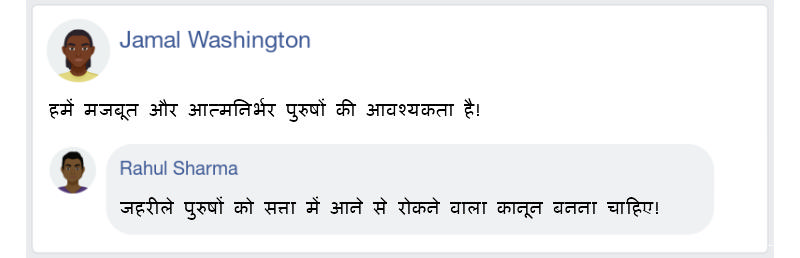 Jamal Washington
हमें मजबूत और आत्मनिर्भर पुरुषों की आवश्यकता है!
Rahul Sharma
जहरीले पुरुषों को सत्ता में आने से रोकने वाला कानून बनना चाहिए!